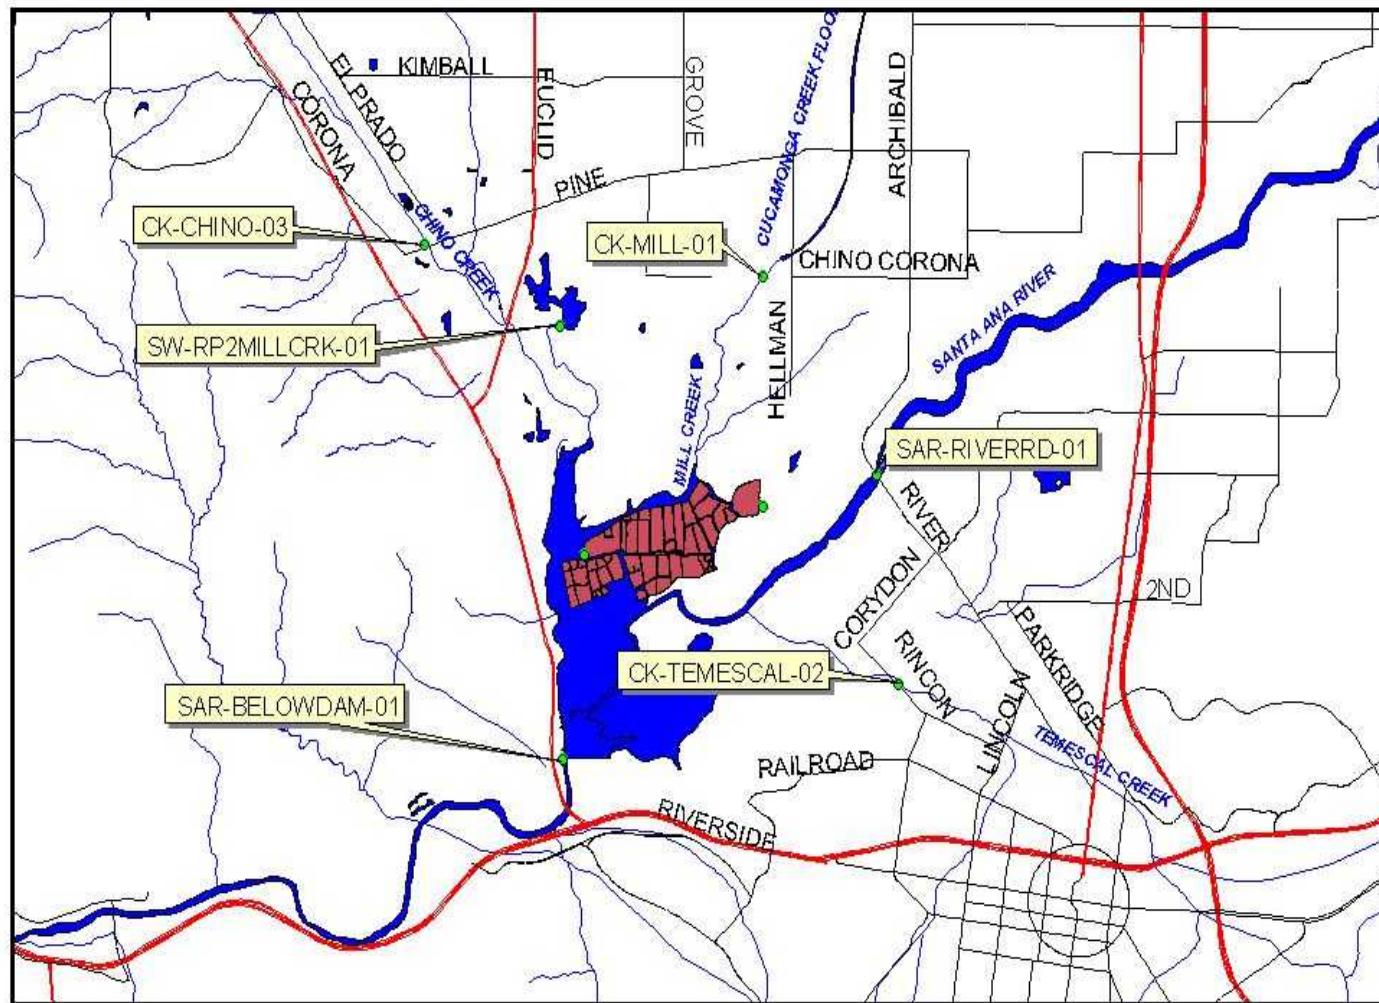 KIMBALL
EL PRADO
CORONA
EUCLID
GROVE
CUCAMONGA CREEK FLOO
ARCHIBALD
PINE
CK-CHINO-03
CHINO CREEK
CK-MILL-01
CHINO CORONA
SANTA ANA RIVER
SW-RP2MILLCRK-01
HELLMAN
MILL CREEK
SAR-RIVERRD-01
RIVER
CORYDON
2ND
PARKRIDGE
RINCON
CK-TEMESCAL-02
SAR-BELOWDAM-01
LINCOLN
TEMESCAL CREEK
RAILROAD
RIVERSIDE